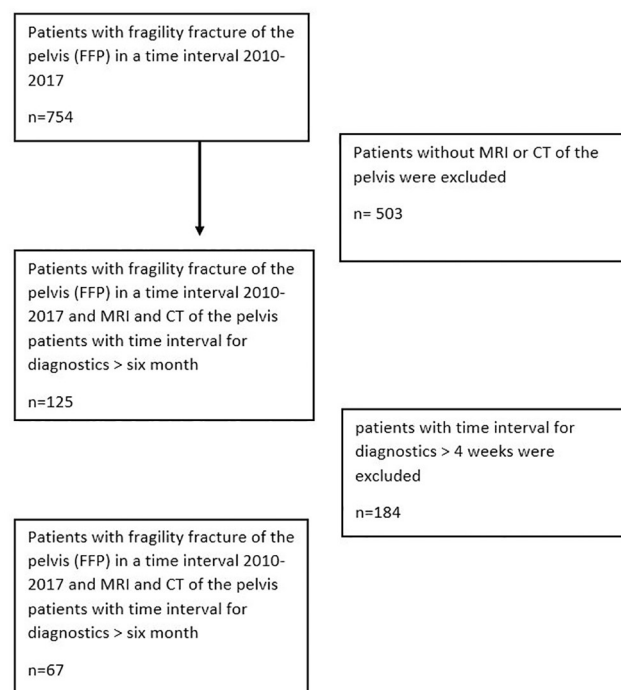 Patients with fragility fracture of the
pelvis (FFP) in a time interval 2010-
2017
n=754
Patients without MRI or CT of the
pelvis were excluded
n= 503
Patients with fragility fracture of the
pelvis (FFP) in a time interval 2010-
2017 and MRI and CT of the pelvis
patients with time interval for
diagnostics > six month
n=125
patients with time interval for
diagnostics > 4 weeks were
excluded
n=184
Patients with fragility fracture of the
pelvis (FFP) in a time interval 2010-
2017 and MRI and CT of the pelvis
patients with time interval for
diagnostics > six month
n=67